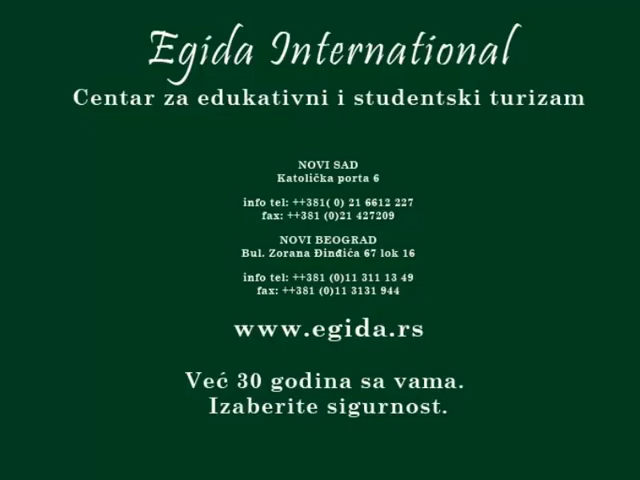 Egida International
Centar za edukativni i studentski turizam
NOVI SAD
Katolička porta 6
info tel: ++381( 0) 21 6612 227
fax: ++381 (0)21 427209
NOVI BEOGRAD
Bul. Zorana Đinđića 67 lok 16
info tel: ++381 (0)11 311 13 49
fax: ++381 (0)11 3131 944
www.egida.rs
Već 30 godina sa vama.
Izaberite sigurnost.